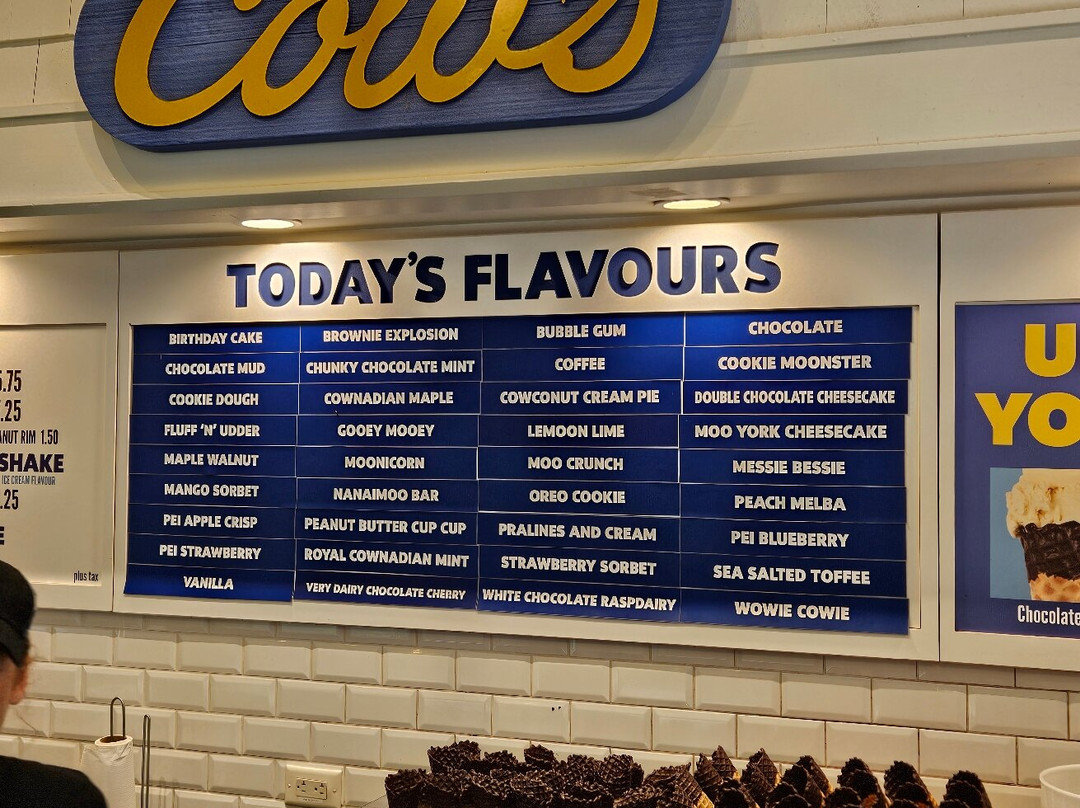 Cows
TODAY'S FLAVOURS
BIRTHDAY CAKE BROWNIE EXPLOSION BUBBLE GUM CHOCOLATE
CHOCOLATE MUD CHUNKY CHOCOLATE MINT COFFEE COOKIE MOONSTER
COOKIE DOUGH COWNADIAN MAPLE COWCONUT CREAM PIE DOUBLE CHOCOLATE CHEESECAKE
FLUFF 'N' UDDER GOOEY MOOEY LEMOON LIME MOO YORK CHEESECAKE
MAPLE WALNUT MOONICORN MOO CRUNCH MESSIE BESSIE
MANGO SORBET NANAIMO BAR OREO COOKIE PEACH MELBA
PEI APPLE CRISP PEANUT BUTTER CUP CUP PRALINES AND CREAM PEI BLUEBERRY
PEI STRAWBERRY ROYAL COWNADIAN MINT STRAWBERRY SORBET SEA SALTED TOFFEE
VANILLA VERY DAIRY CHOCOLATE CHERRY WHITE CHOCOLATE RASPDAIRY WOWIE COWIE
.75
.25
RIM 1.50
SHAKE
ICE CREAM FLAVOUR
.25
plus tax
U
YO
Chocolate